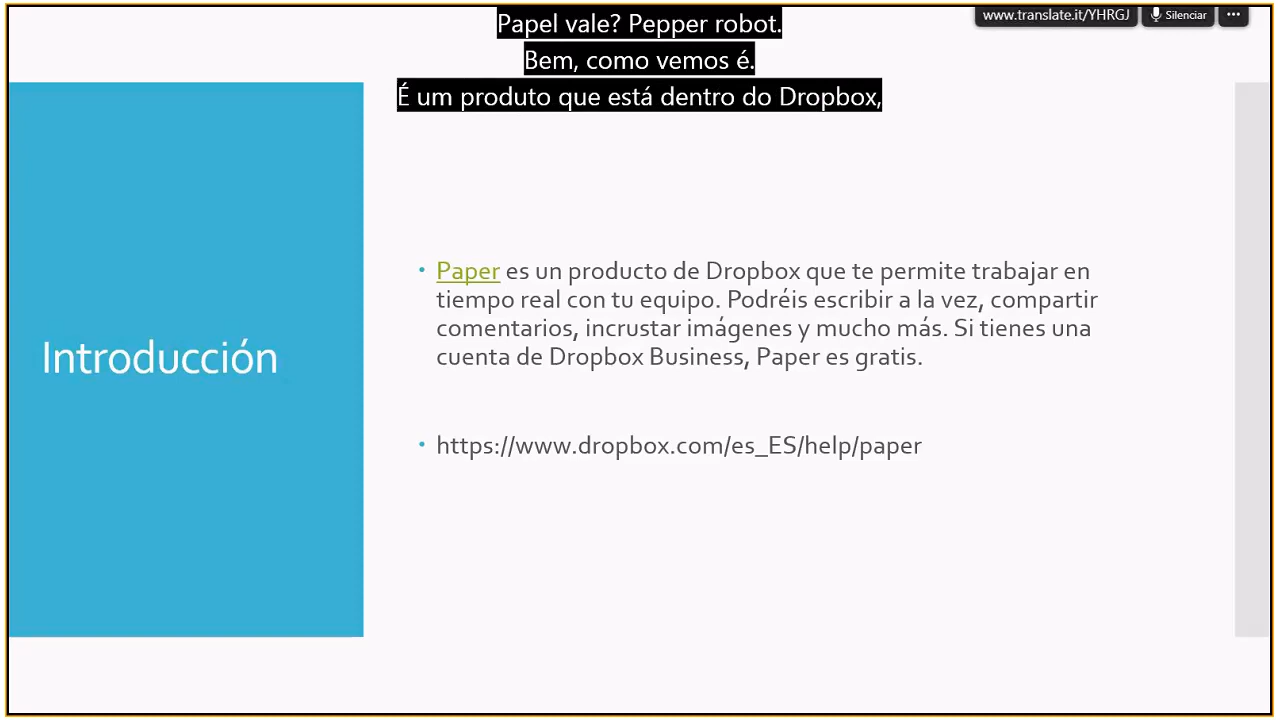 Papel vale? Pepper robot.
Bem, como vemos é.
É um produto que está dentro do Dropbox,
www.translate.it/YHRGJ
Silenciar
Introducción
• Paper es un producto de Dropbox que te permite trabajar en
tiempo real con tu equipo. Podréis escribir a la vez, compartir
comentarios, incrustar imágenes y mucho más. Si tienes una
cuenta de Dropbox Business, Paper es gratis.
• https://www.dropbox.com/es_ES/help/paper